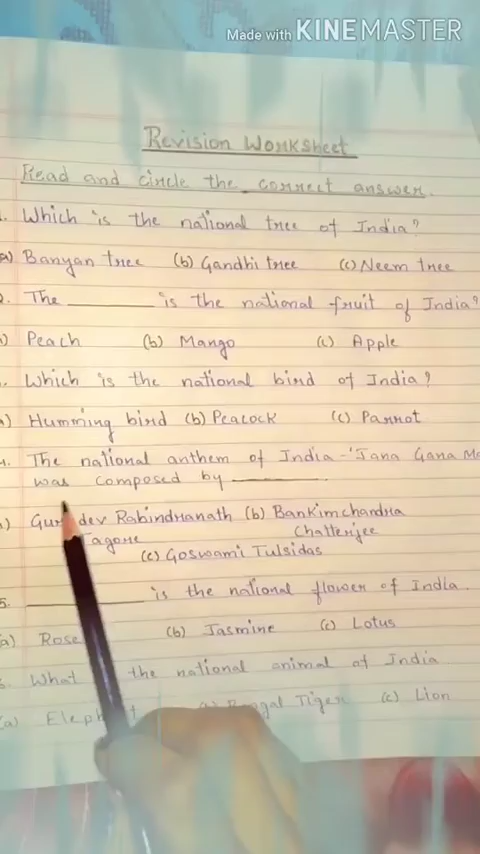 Made with KINEMASTER
Revision Worksheet
Read and circle the correct answer.
Which is the national tree of India?
a) Banyan tree (b) Gandhi tree (c) Neem tree
2. The ________ is the national fruit of India?
) Peach (b) Mango (c) Apple
Which is the national bird of India?
) Humming bird (b) Peacock (c) Parrot
4. The national anthem of India - 'Jana Gana
was composed by ________
) Rabindranath (b) Bankimchandra
Tagore Chatterjee
(c) Goswami Tulsidas
5. ________ is the national flower of India.
a) Rose (b) Jasmine (c) Lotus
What the national animal of India
(a) Tiger (c) Lion